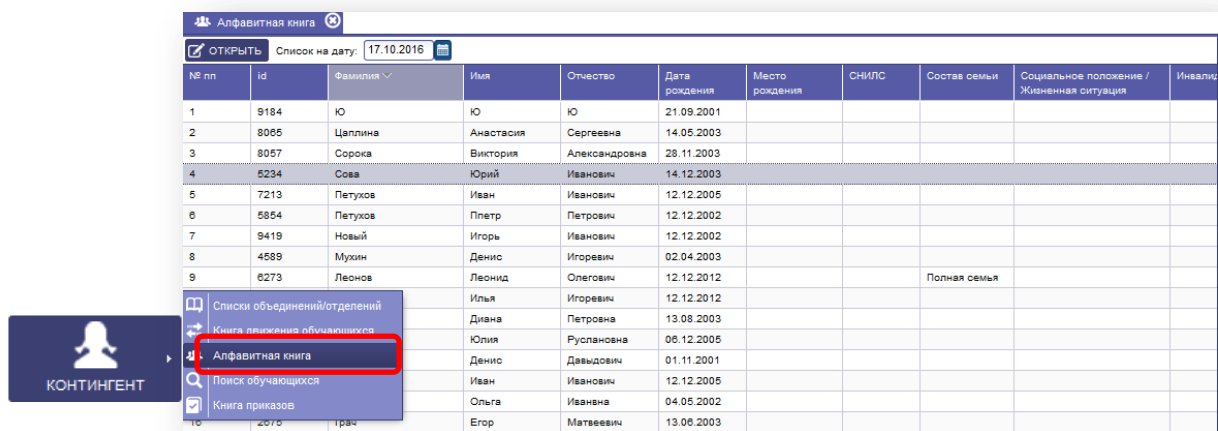 Алфавитная книга
ОТКРЫТЬ Список на дату: 17.10.2016
№ пп id Фамилия Имя Отчество Дата рождения Место рождения СНИЛС Состав семьи Социальное положение / Жизненная ситуация Инвалид
1 9184 Ю Ю Ю 21.09.2001
2 8065 Цаплина Анастасия Сергеевна 14.05.2003
3 8057 Сорока Виктория Александровна 28.11.2003
4 5234 Сова Юрий Иванович 14.12.2003
5 7213 Петухов Иван Иванович 12.12.2005
6 5854 Петухов Ппетр Петрович 12.12.2002
7 9419 Новый Игорь Иванович 12.12.2002
8 4589 Мухин Денис Игоревич 02.04.2003
9 6273 Леонов Леонид Олегович 12.12.2012 Полная семья
Илья Игоревич 12.12.2012
Списки объединений/отделений
Диана Петровна 13.08.2003
Книга движения обучающихся
Юлия Руслановна 06.12.2005
Алфавитная книга
Денис Давыдович 01.11.2001
Поиск обучающихся
Иван Иванович 12.12.2005
КОНТИНГЕНТ
Ольга Иванвна 04.05.2002
Книга приказов
16 2675 Грач Егор Матвеевич 13.06.2003